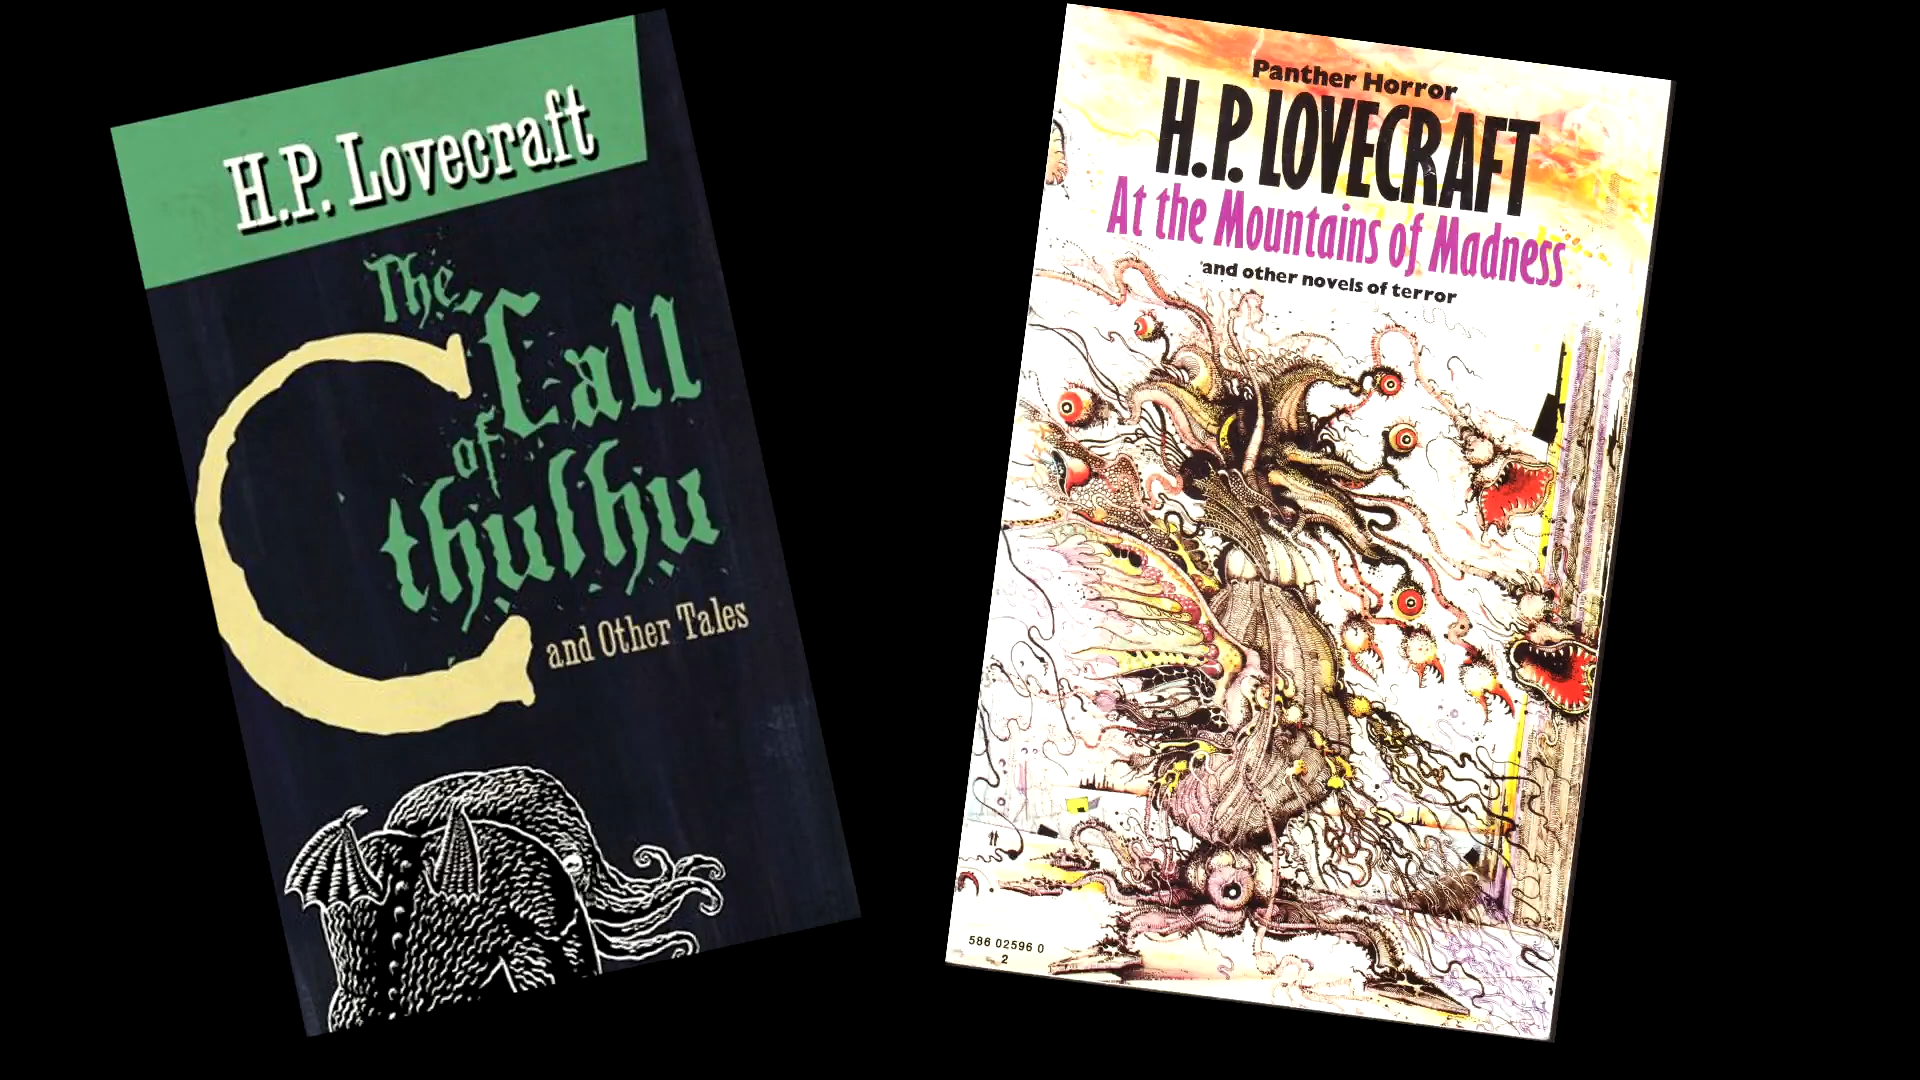 H.P. Lovecraft
The
Call
of
Cthulhu
and Other Tales
Panther Horror
H.P. LOVECRAFT
At the Mountains of Madness
and other novels of terror
586 02596 0
2